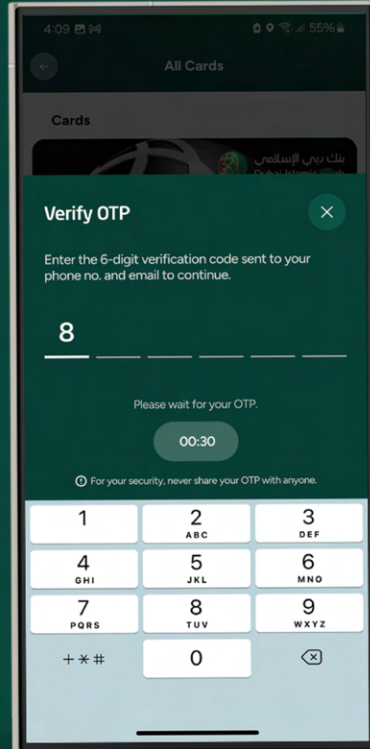 4:09
55%
All Cards
Cards
بنك دبي الإسلامي
Dubai Islamic Bank
Verify OTP
Enter the 6-digit verification code sent to your
phone no. and email to continue.
8
Please wait for your OTP.
00:30
For your security, never share your OTP with anyone.
1
2
ABC
3
DEF
4
GHI
5
JKL
6
MNO
7
PQRS
8
TUV
9
WXYZ
+*#
0